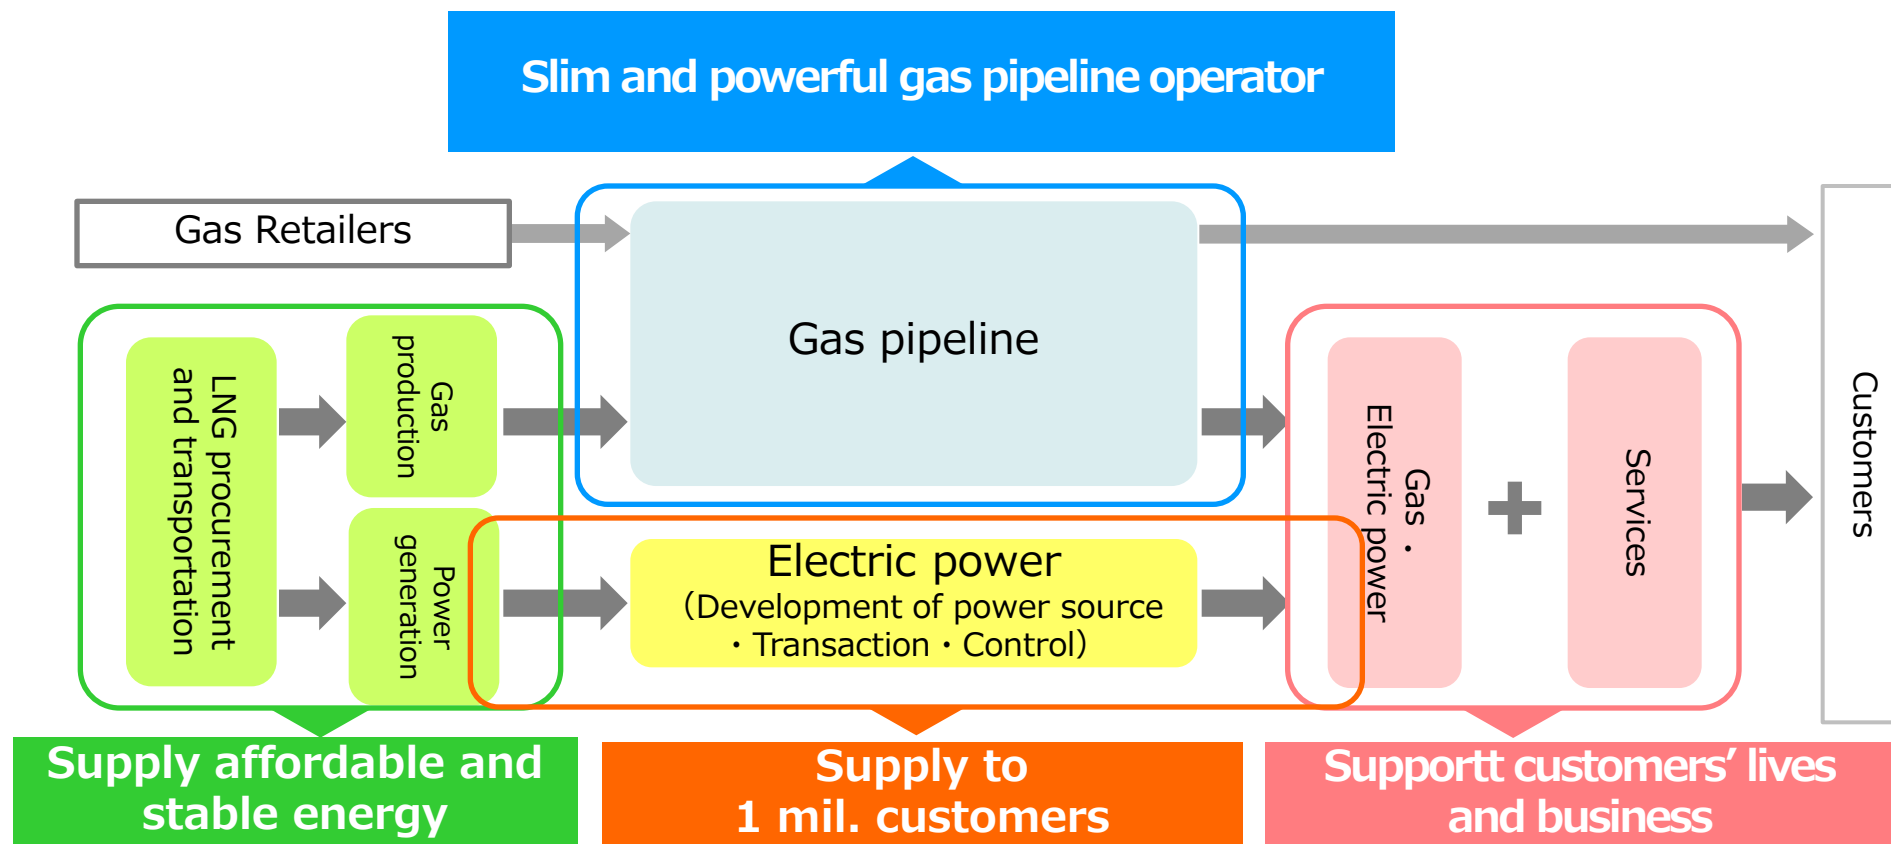 Slim and powerful gas pipeline operator
Gas Retailers
Gas pipeline
LNG procurement
and transportation
Gas
production
Power
generation
Electric power
（Development of power source
・Transaction・Control）
Gas・
Electric power
Services
Customers
Supply affordable and
stable energy
Supply to
1 mil. customers
Supportt customers’ lives
and business